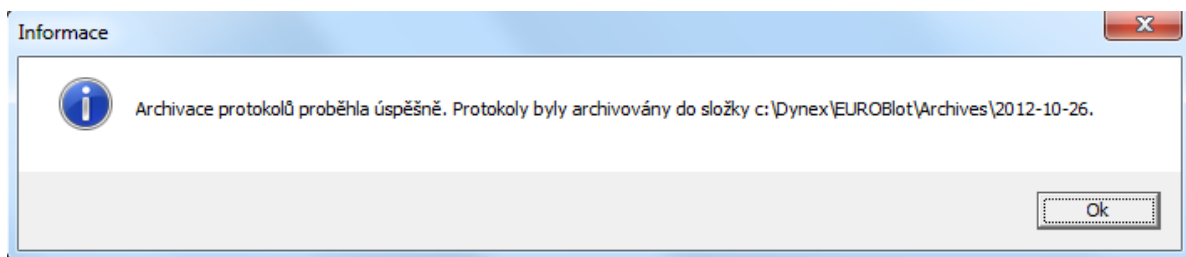 Informace
Archivace protokolů proběhla úspěšně. Protokoly byly archivovány do složky c:\Dynex\EUROBlot\Archives\2012-10-26.
Ok